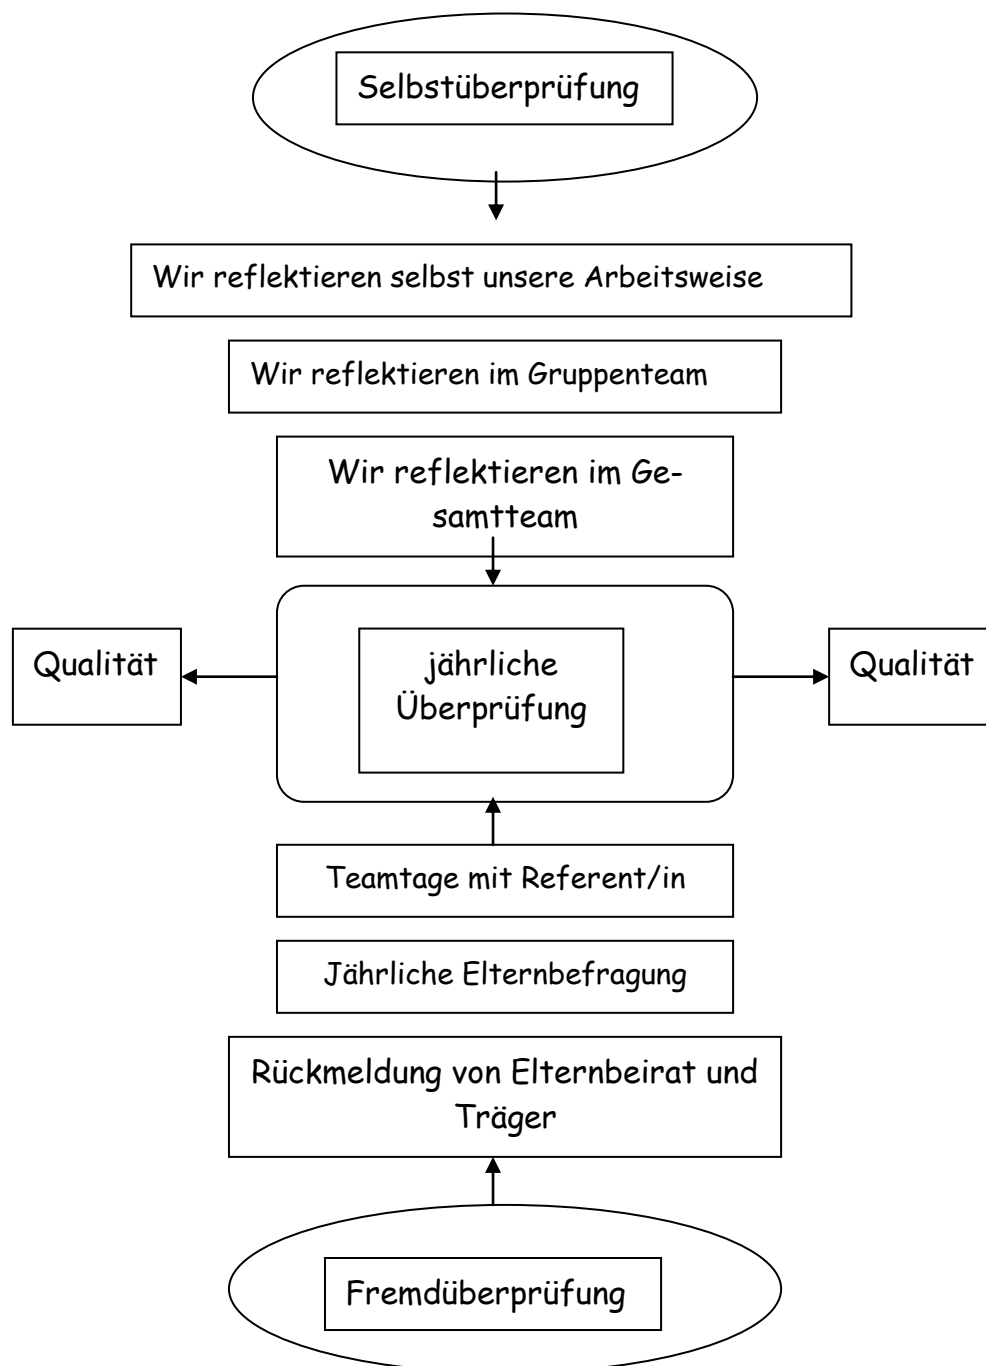 Selbstüberprüfung
Wir reflektieren selbst unsere Arbeitsweise
Wir reflektieren im Gruppenteam
Wir reflektieren im Ge-
samtteam
Qualität
jährliche
Überprüfung
Qualität
Teamtage mit Referent/in
Jährliche Elternbefragung
Rückmeldung von Elternbeirat und
Träger
Fremdüberprüfung